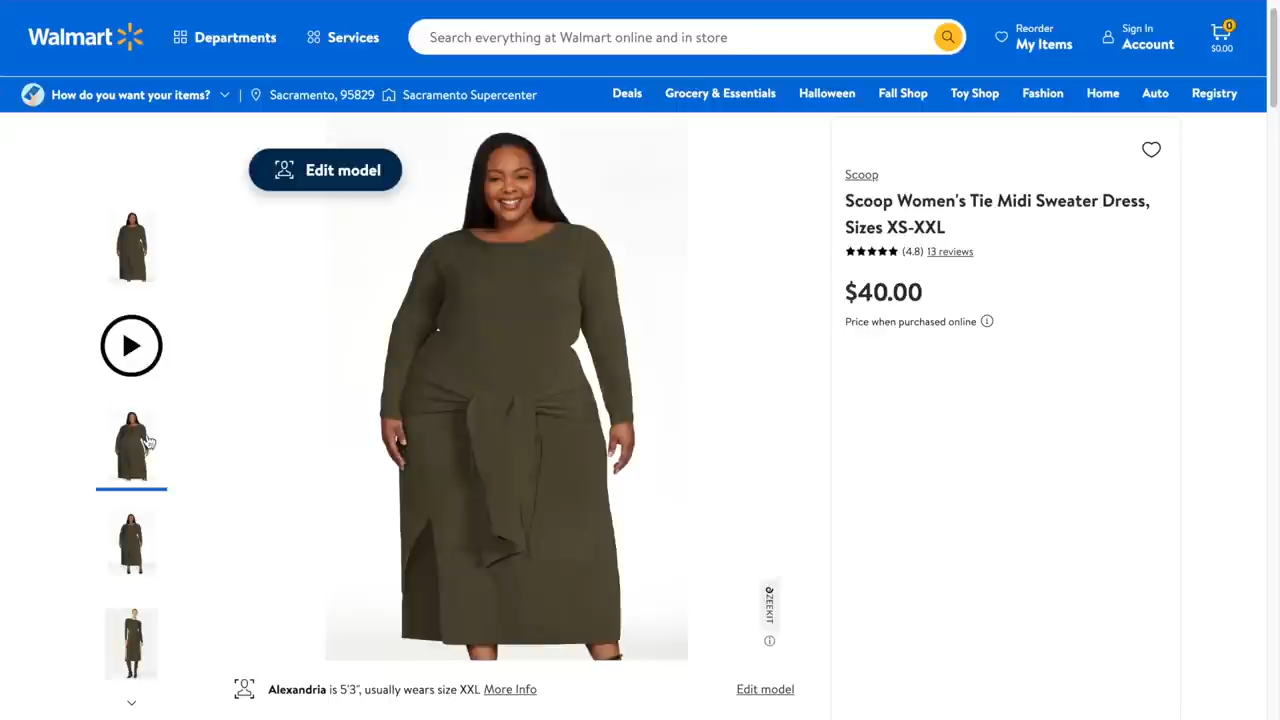 Walmart
Departments
Services
Search everything at Walmart online and in store
Reorder
My Items
Sign In
Account
0
$0.00
How do you want your items?
Sacramento, 95829
Sacramento Supercenter
Deals
Grocery & Essentials
Halloween
Fall Shop
Toy Shop
Fashion
Home
Auto
Registry
Edit model
Scoop
Scoop Women's Tie Midi Sweater Dress,
Sizes XS-XXL
(4.8) 13 reviews
$40.00
Price when purchased online
ZEEKIT
Alexandria is 5'3", usually wears size XXL More Info
Edit model